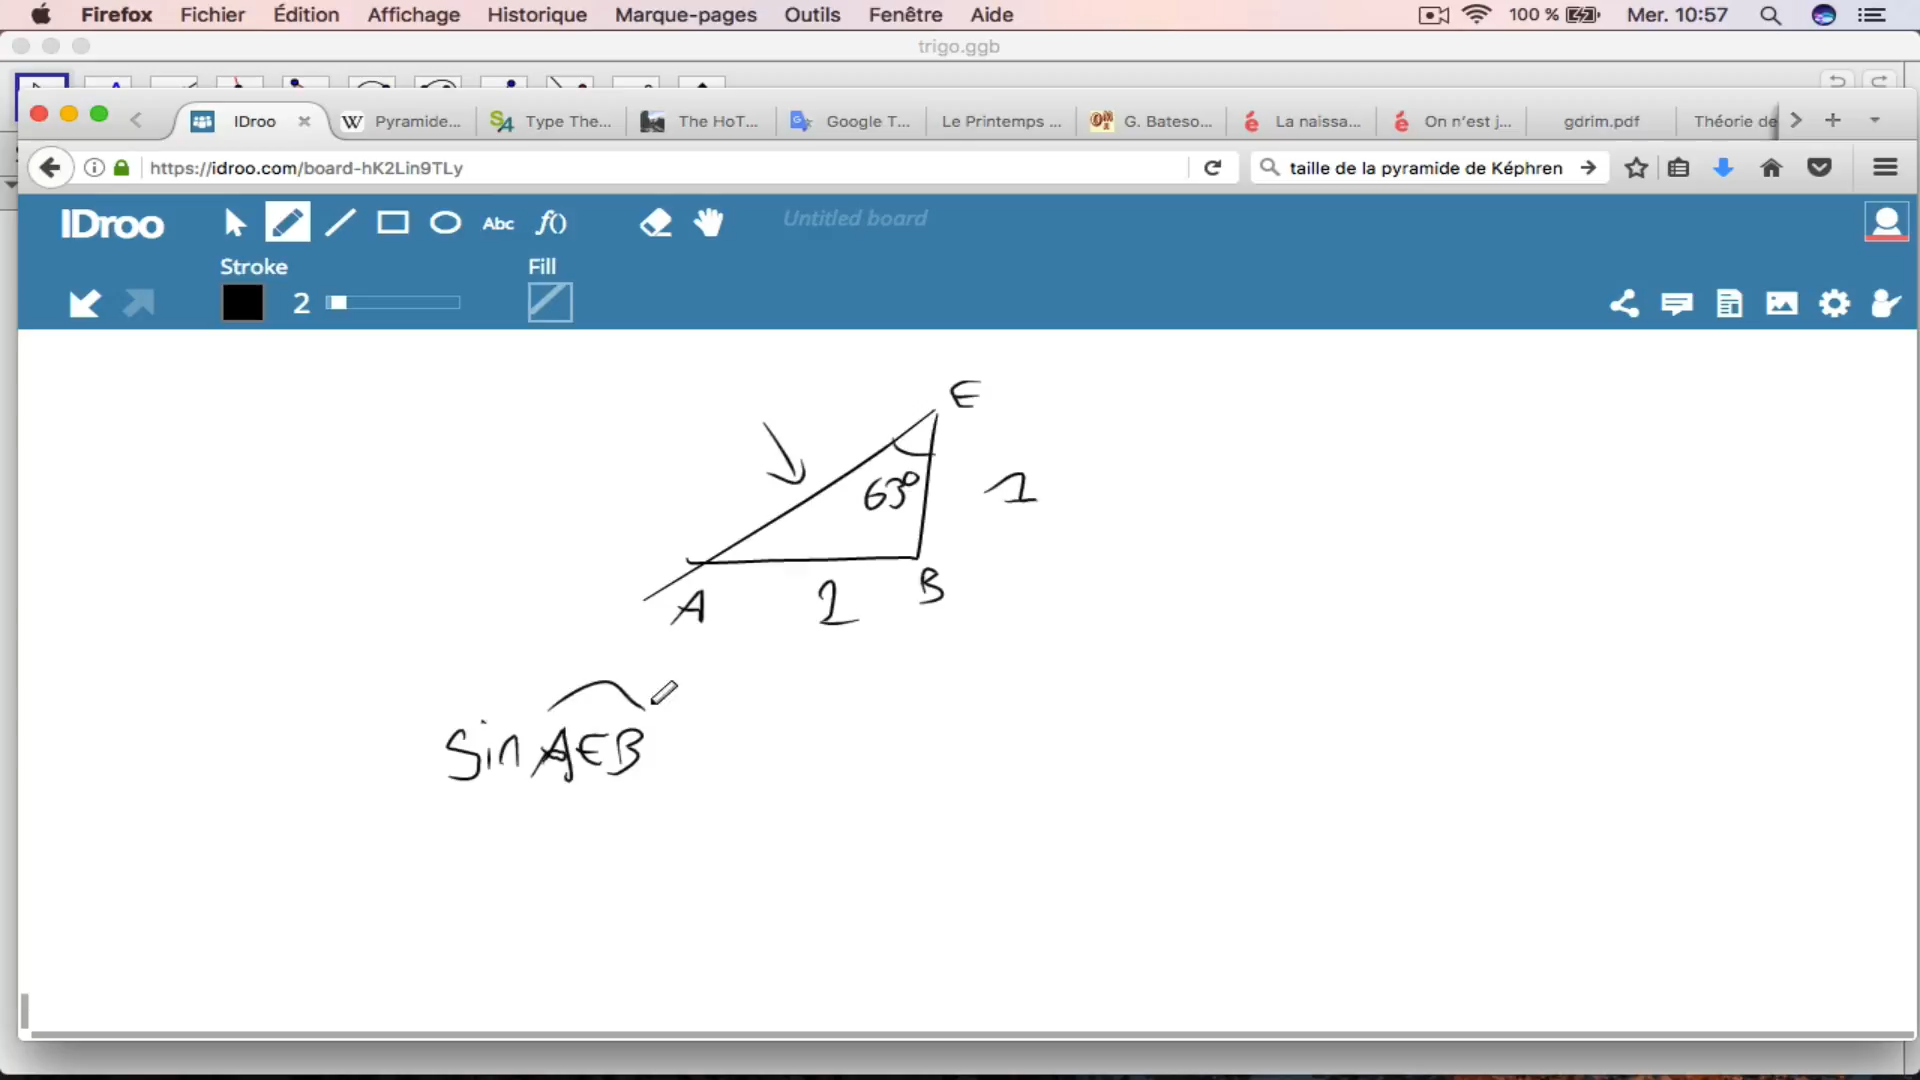 Firefox Fichier Édition Affichage Historique Marque-pages Outils Fenêtre Aide 100 % Mer. 10:57
trigo.ggb
IDroo Pyramide... Type The... The HoT... Google T... Le Printemps ... G. Bateso... La naissa... On n'est j... gdrim.pdf Théorie de
https://idroo.com/board-hK2Lin9TLy taille de la pyramide de Képhren
IDroo Abc f() Untitled board
Stroke Fill
2
E
63° 1
A 2 B
Sin AEB